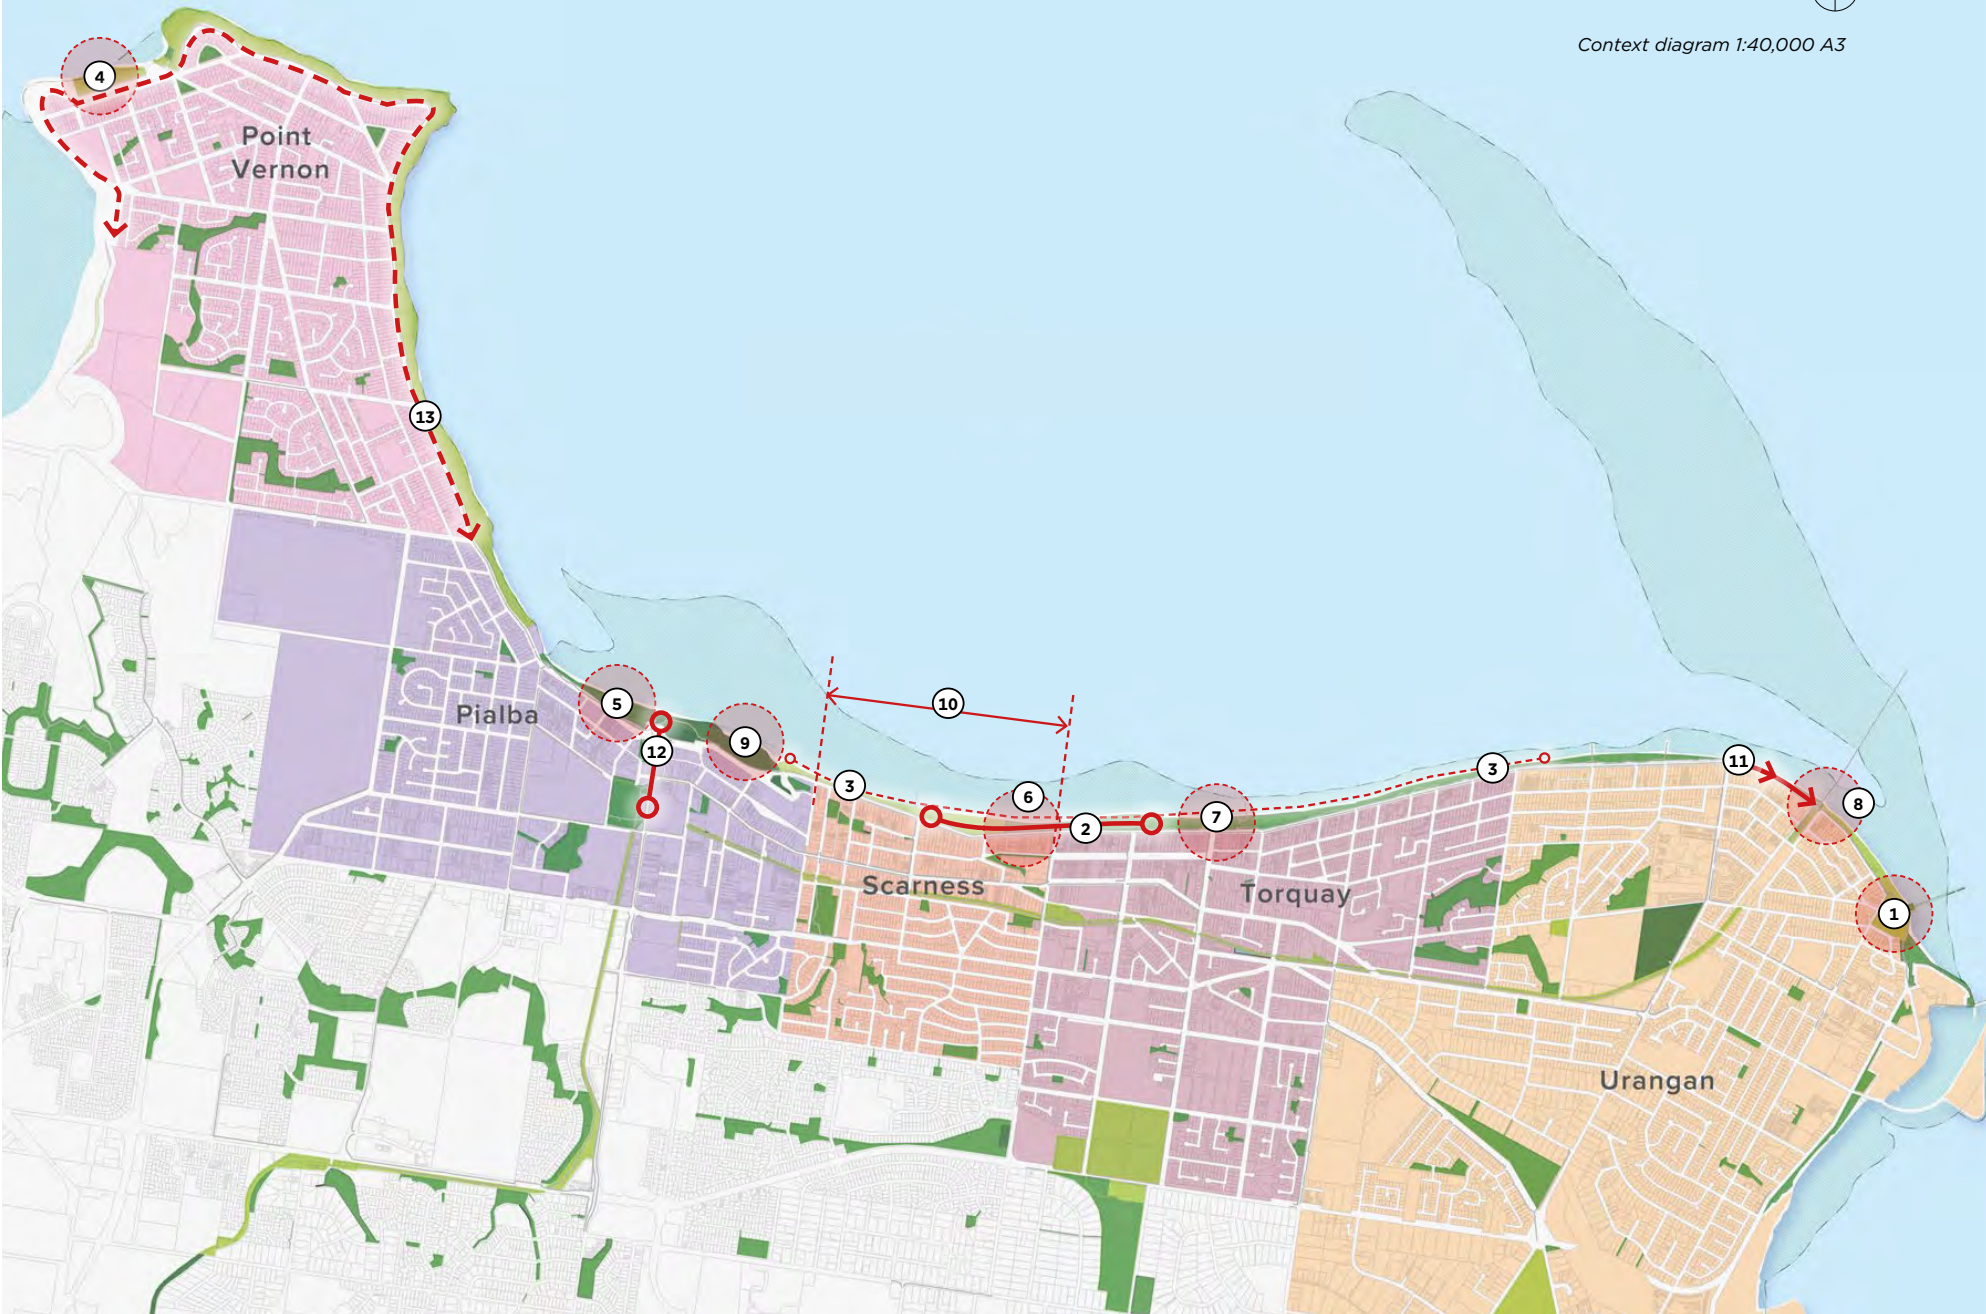 Context diagram 1:40,000 A3
4
Point
Vernon
13
5
Pialba
12
9
10
3
6
2
7
3
11
8
Scarness
Torquay
1
Urangan